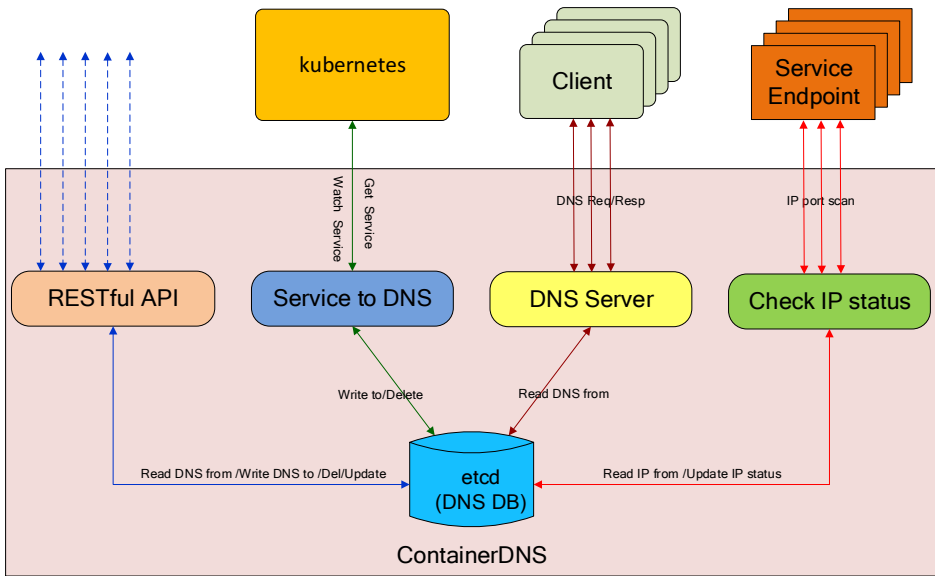 kubernetes
Client
Service
Endpoint
Get Service
Watch Service
DNS Req/Resp
IP port scan
RESTful API
Service to DNS
DNS Server
Check IP status
Write to/Delete
Read DNS from
Read DNS from /Write DNS to /Del/Update
etcd
(DNS DB)
Read IP from /Update IP status
ContainerDNS